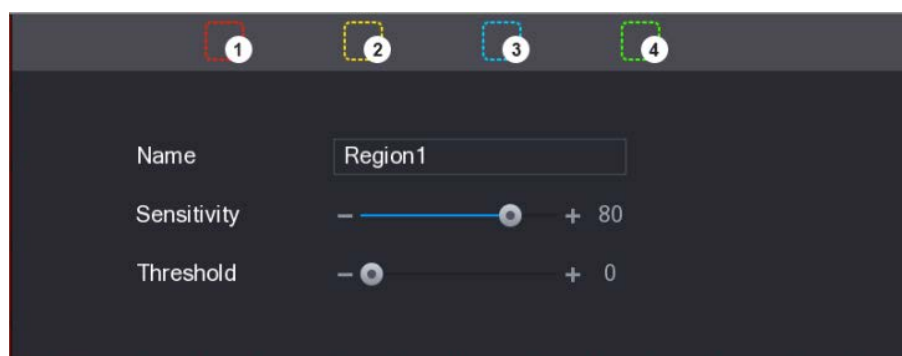 1 2 3 4
Name Region1
Sensitivity − + 80
Threshold − + 0